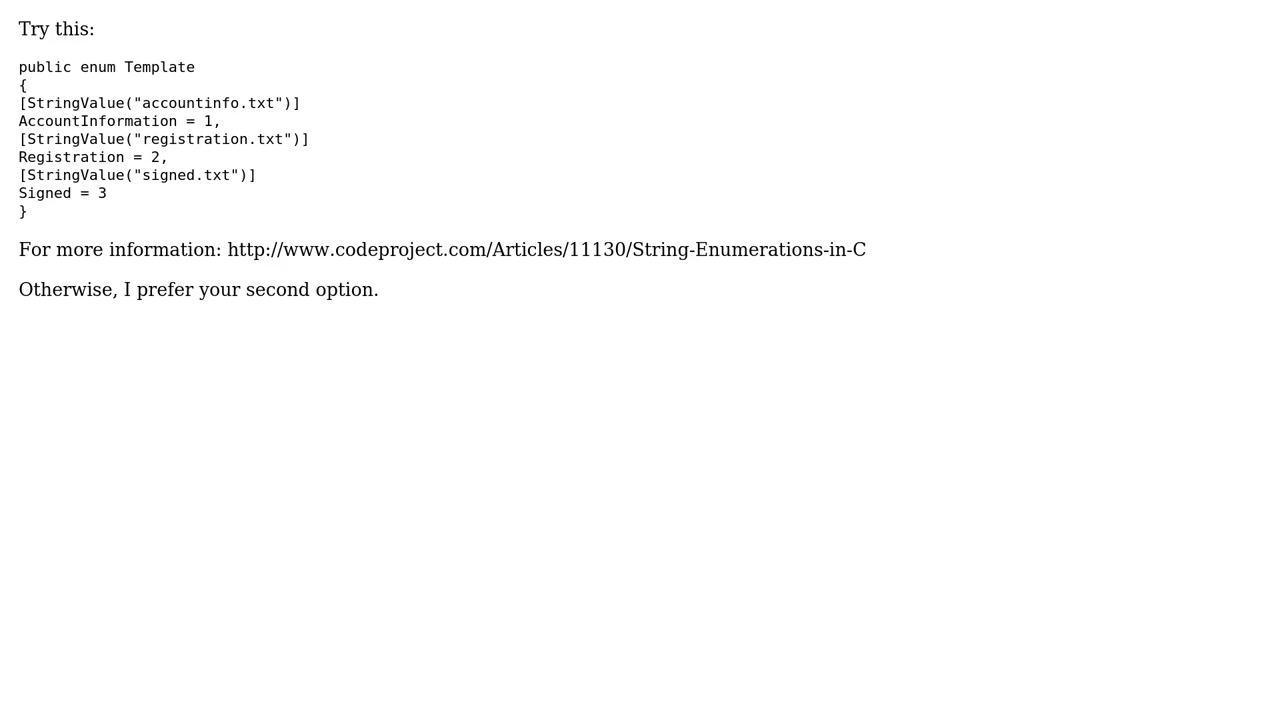 Try this:
public enum Template
{
[StringValue("accountinfo.txt")]
AccountInformation = 1,
[StringValue("registration.txt")]
Registration = 2,
[StringValue("signed.txt")]
Signed = 3
}
For more information: http://www.codeproject.com/Articles/11130/String-Enumerations-in-C
Otherwise, I prefer your second option.